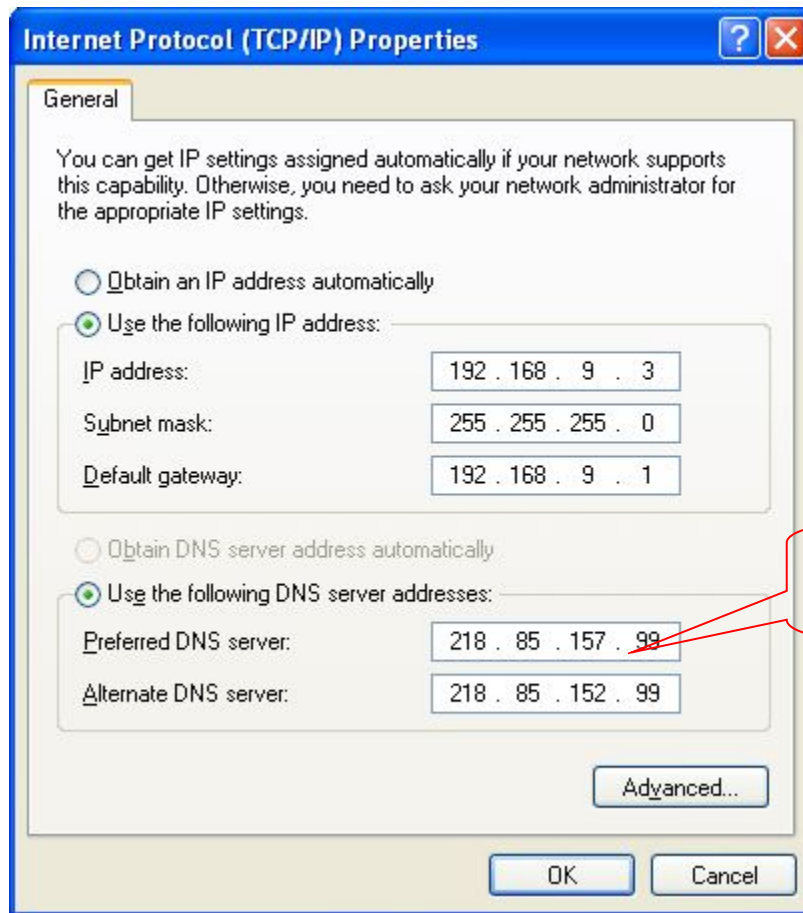 Internet Protocol (TCP/IP) Properties
General
You can get IP settings assigned automatically if your network supports
this capability. Otherwise, you need to ask your network administrator for
the appropriate IP settings.
Obtain an IP address automatically
Use the following IP address:
IP address: 192 . 168 . 9 . 3
Subnet mask: 255 . 255 . 255 . 0
Default gateway: 192 . 168 . 9 . 1
Obtain DNS server address automatically
Use the following DNS server addresses:
Preferred DNS server: 218 . 85 . 157 . 99
Alternate DNS server: 218 . 85 . 152 . 99
Advanced...
OK Cancel